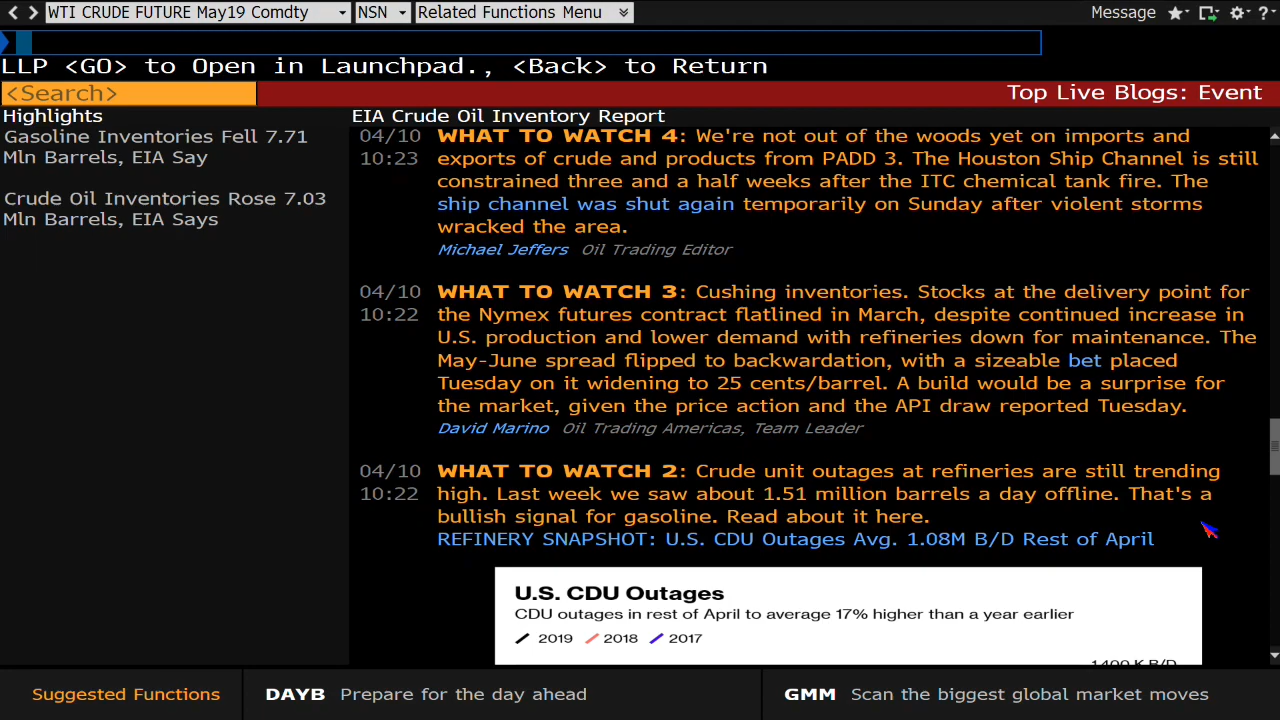 WTI CRUDE FUTURE May19 Comdty NSN Related Functions Menu Message ?
LLP <GO> to Open in Launchpad., <Back> to Return
<Search> Top Live Blogs: Event
Highlights
Gasoline Inventories Fell 7.71
Mln Barrels, EIA Say
Crude Oil Inventories Rose 7.03
Mln Barrels, EIA Says
EIA Crude Oil Inventory Report
04/10 WHAT TO WATCH 4: We're not out of the woods yet on imports and
10:23 exports of crude and products from PADD 3. The Houston Ship Channel is still
constrained three and a half weeks after the ITC chemical tank fire. The
ship channel was shut again temporarily on Sunday after violent storms
wracked the area.
Michael Jeffers Oil Trading Editor
04/10 WHAT TO WATCH 3: Cushing inventories. Stocks at the delivery point for
10:22 the Nymex futures contract flatlined in March, despite continued increase in
U.S. production and lower demand with refineries down for maintenance. The
May-June spread flipped to backwardation, with a sizeable bet placed
Tuesday on it widening to 25 cents/barrel. A build would be a surprise for
the market, given the price action and the API draw reported Tuesday.
David Marino Oil Trading Americas, Team Leader
04/10 WHAT TO WATCH 2: Crude unit outages at refineries are still trending
10:22 high. Last week we saw about 1.51 million barrels a day offline. That's a
bullish signal for gasoline. Read about it here.
REFINERY SNAPSHOT: U.S. CDU Outages Avg. 1.08M B/D Rest of April
U.S. CDU Outages
CDU outages in rest of April to average 17% higher than a year earlier
2019 2018 2017
1400 K B/D
Suggested Functions DAYB Prepare for the day ahead GMM Scan the biggest global market moves